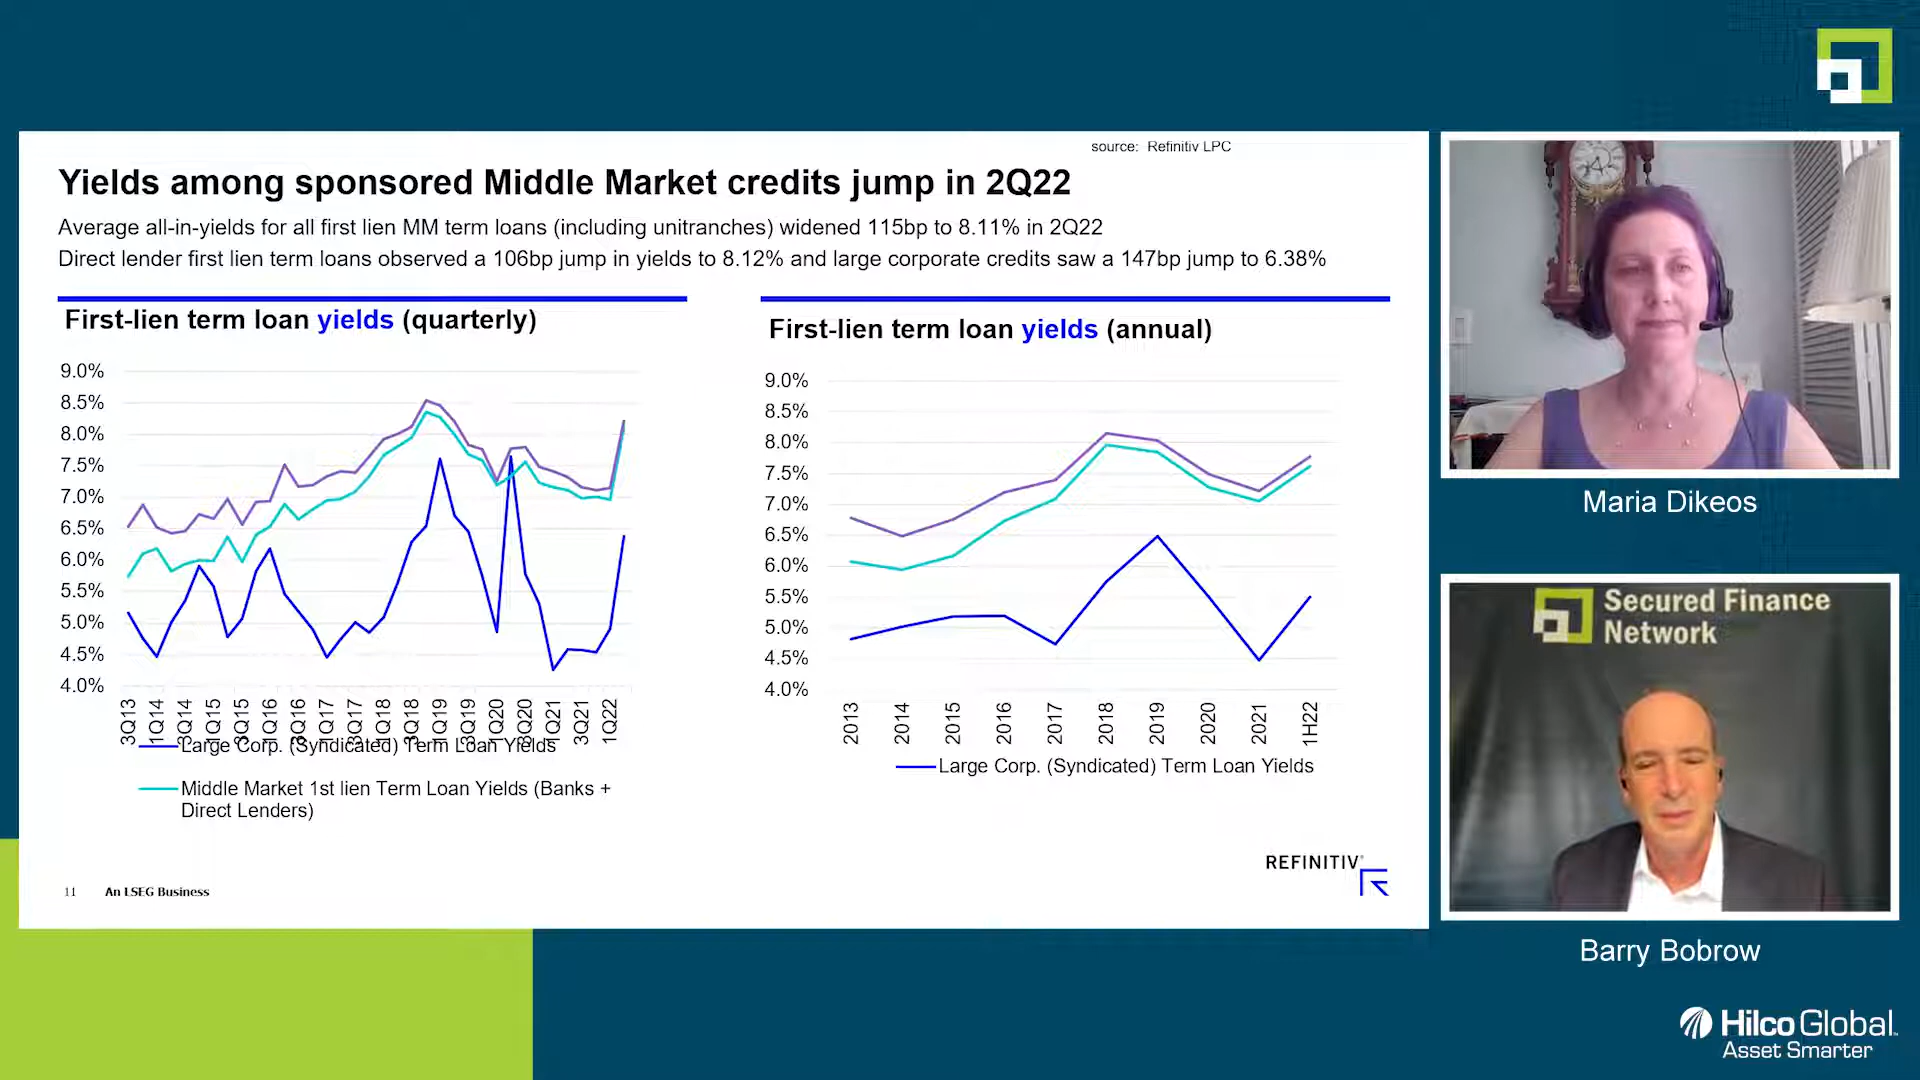 source: Refinitiv LPC
Yields among sponsored Middle Market credits jump in 2Q22
Average all-in-yields for all first lien MM term loans (including unitranches) widened 115bp to 8.11% in 2Q22
Direct lender first lien term loans observed a 106bp jump in yields to 8.12% and large corporate credits saw a 147bp jump to 6.38%
First-lien term loan yields (quarterly)
9.0%
8.5%
8.0%
7.5%
7.0%
6.5%
6.0%
5.5%
5.0%
4.5%
4.0%
3Q13
1Q14
3Q14
1Q15
3Q15
1Q16
3Q16
1Q17
3Q17
1Q18
3Q18
1Q19
3Q19
1Q20
3Q20
1Q21
3Q21
1Q22
Large Corp. (Syndicated) Term Loan Yields
Middle Market 1st lien Term Loan Yields (Banks +
Direct Lenders)
First-lien term loan yields (annual)
9.0%
8.5%
8.0%
7.5%
7.0%
6.5%
6.0%
5.5%
5.0%
4.5%
4.0%
2013
2014
2015
2016
2017
2018
2019
2020
2021
1H22
Large Corp. (Syndicated) Term Loan Yields
REFINITIV
11 An LSEG Business
Maria Dikeos
Secured Finance
Network
Barry Bobrow
Hilco Global
Asset Smarter